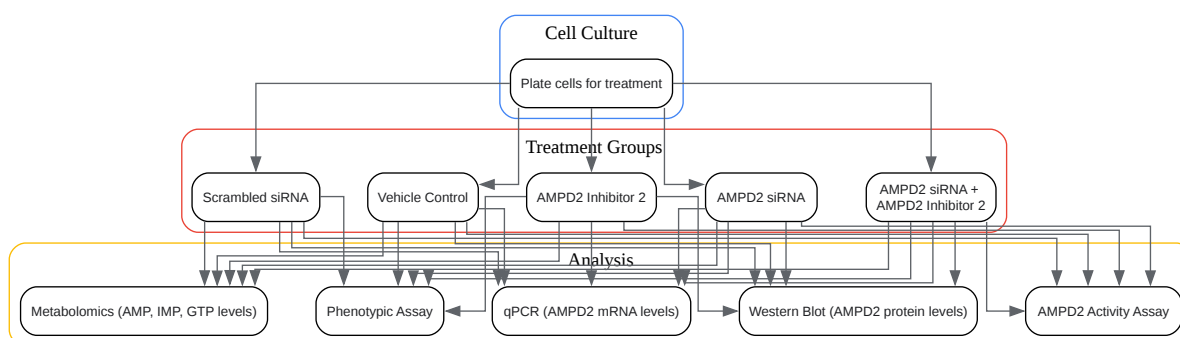 Cell Culture
Plate cells for treatment
Treatment Groups
Scrambled siRNA
Vehicle Control
AMPD2 Inhibitor 2
AMPD2 siRNA
AMPD2 siRNA +
AMPD2 Inhibitor 2
Analysis
Metabolomics (AMP, IMP, GTP levels)
Phenotypic Assay
qPCR (AMPD2 mRNA levels)
Western Blot (AMPD2 protein levels)
AMPD2 Activity Assay